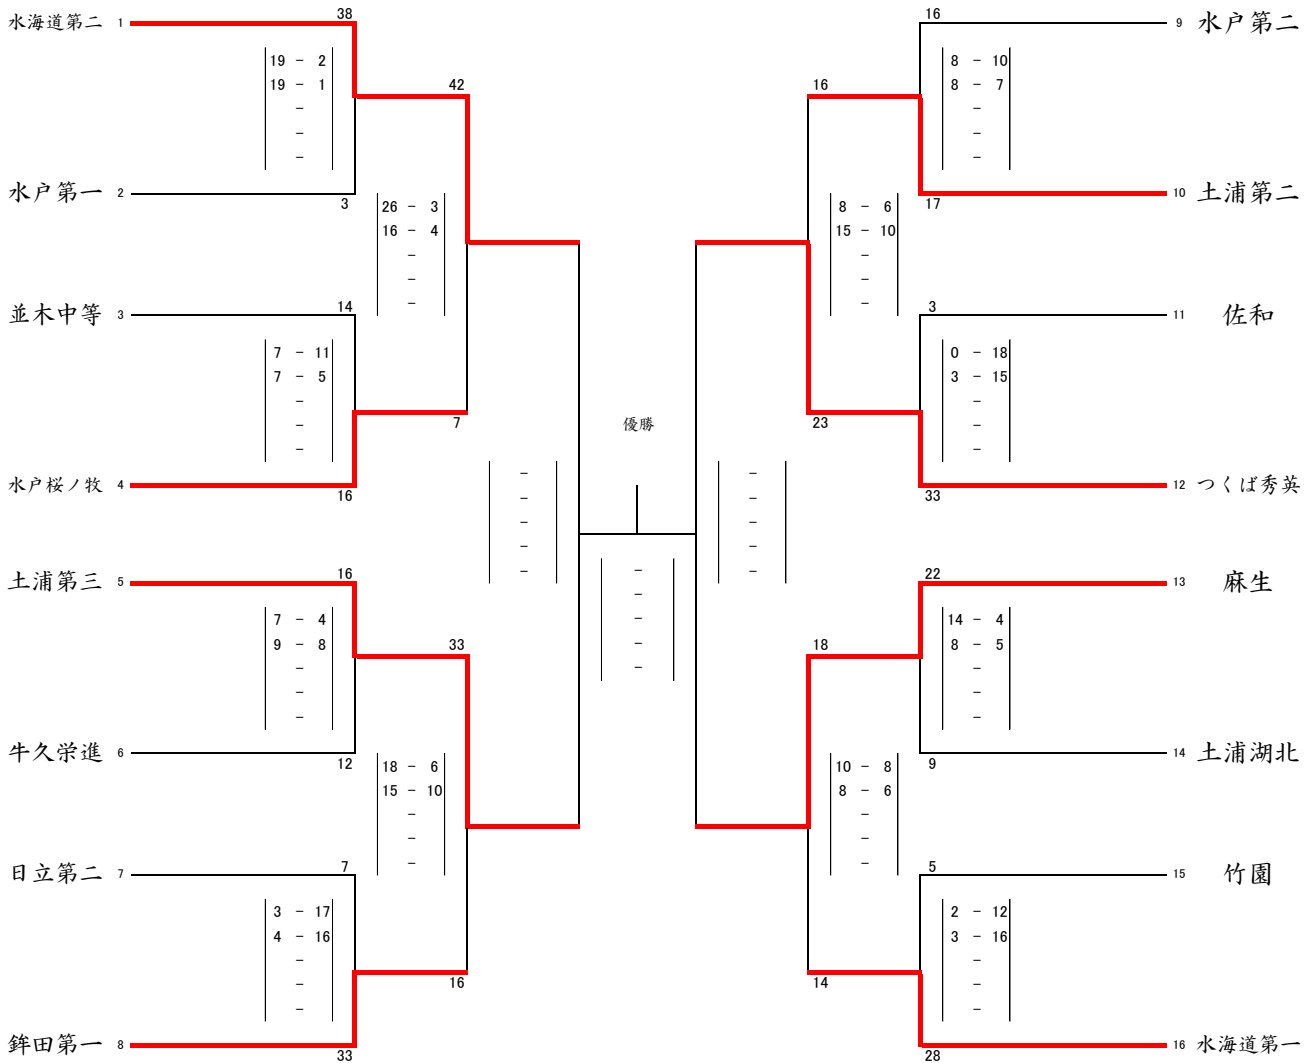 水海道第二 1
38
19 - 2
19 - 1
-
-
-
水戸第一 2
3
42
26 - 3
16 - 4
-
-
-
並木中等 3
14
7 - 11
7 - 5
-
-
-
水戸桜ノ牧 4
16
7
土浦第三 5
16
7 - 4
9 - 8
-
-
-
牛久栄進 6
12
33
18 - 6
15 - 10
-
-
-
日立第二 7
7
3 - 17
4 - 16
-
-
-
鉾田第一 8
33
16
-
-
-
-
-
優勝
-
-
-
-
-
-
-
-
-
-
16
9 水戸第二
8 - 10
8 - 7
-
-
-
17
10 土浦第二
16
8 - 6
15 - 10
-
-
-
3
11 佐和
0 - 18
3 - 15
-
-
-
33
12 つくば秀英
23
22
13 麻生
14 - 4
8 - 5
-
-
-
9
14 土浦湖北
18
10 - 8
8 - 6
-
-
-
5
15 竹園
2 - 12
3 - 16
-
-
-
28
16 水海道第一
14